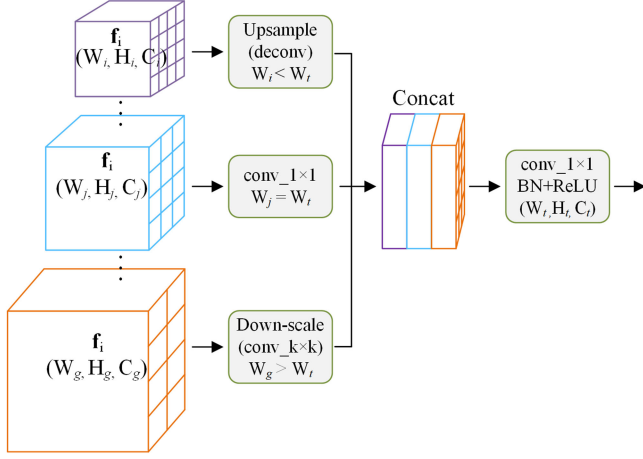 f_i
(W_i, H_i, C_i)
Upsample
(deconv)
W_i < W_t
f_i
(W_j, H_j, C_j)
conv_1×1
W_j = W_t
f_i
(W_g, H_g, C_g)
Down-scale
(conv_k×k)
W_g > W_t
Concat
conv_1×1
BN+ReLU
(W_t, H_t, C_t)